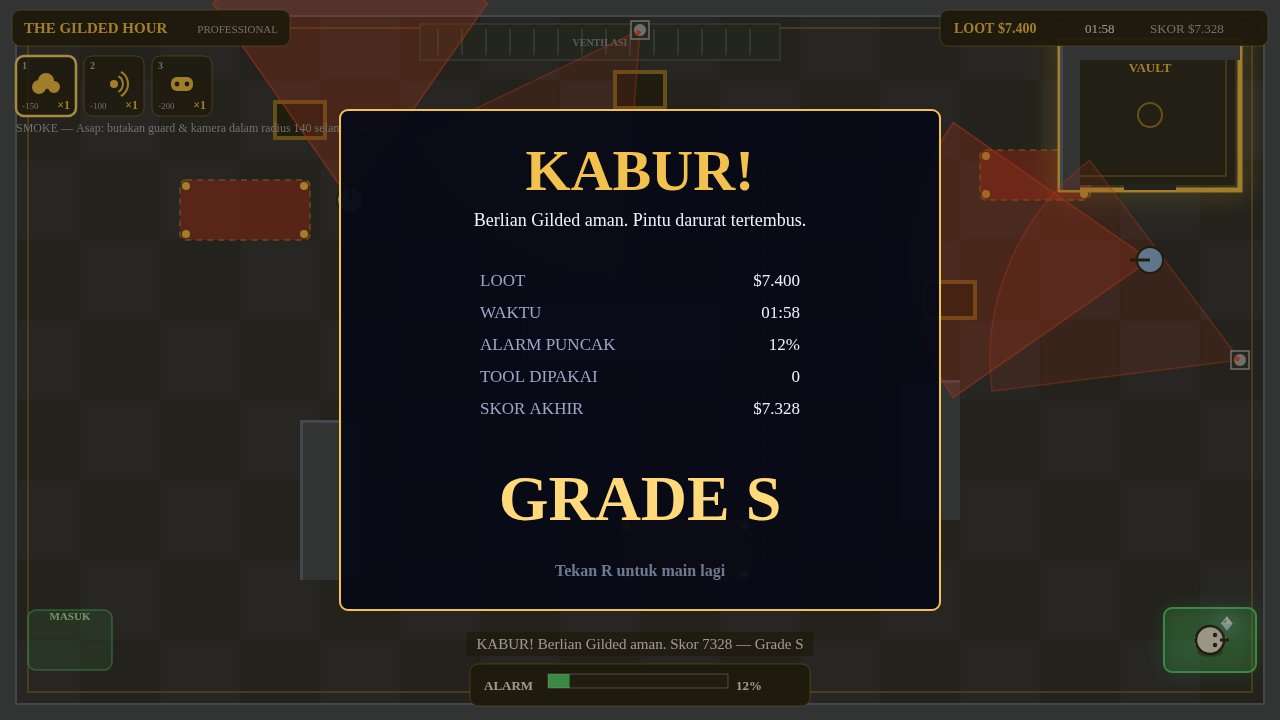 THE GILDED HOUR PROFESSIONAL
LOOT $7.400 01:58 SKOR $7.328
VENTILASI
1 2 3
-150 ×1 -100 ×1 -200 ×1
SMOKE — Asap: butakan guard & kamera dalam radius 140
VAULT
KABUR!
Berlian Gilded aman. Pintu darurat tertembus.
LOOT $7.400
WAKTU 01:58
ALARM PUNCAK 12%
TOOL DIPAKAI 0
SKOR AKHIR $7.328
GRADE S
Tekan R untuk main lagi
MASUK
KABUR! Berlian Gilded aman. Skor 7328 — Grade S
ALARM 12%